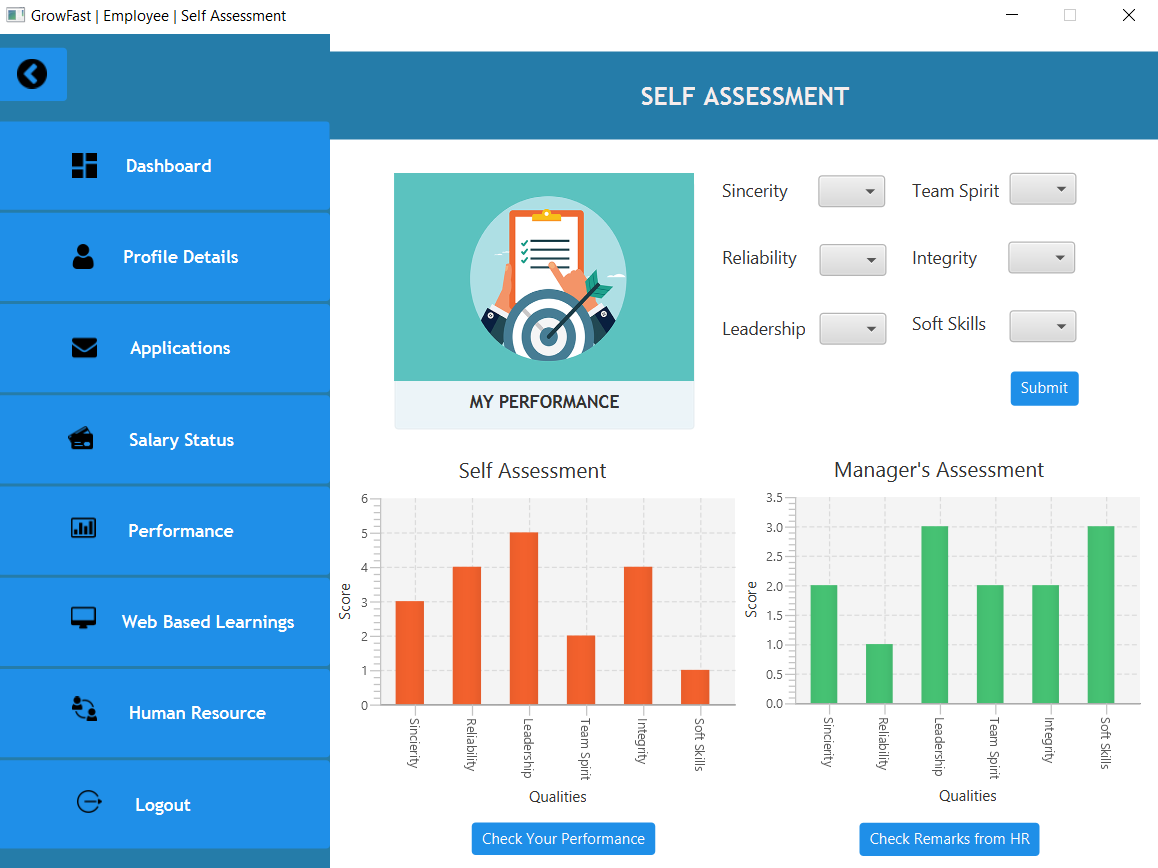 GrowFast | Employee | Self Assessment
SELF ASSESSMENT
Dashboard
Profile Details
Applications
Salary Status
Performance
Web Based Learnings
Human Resource
Logout
MY PERFORMANCE
Sincerity
Team Spirit
Reliability
Integrity
Leadership
Soft Skills
Submit
Self Assessment
6
5
4
3
2
1
0
Score
Sincierity
Reliability
Leadership
Team Spirit
Integrity
Soft Skills
Qualities
Check Your Performance
Manager's Assessment
3.5
3.0
2.5
2.0
1.5
1.0
0.5
0.0
Score
Sincierity
Reliability
Leadership
Team Spirit
Integrity
Soft Skills
Qualities
Check Remarks from HR